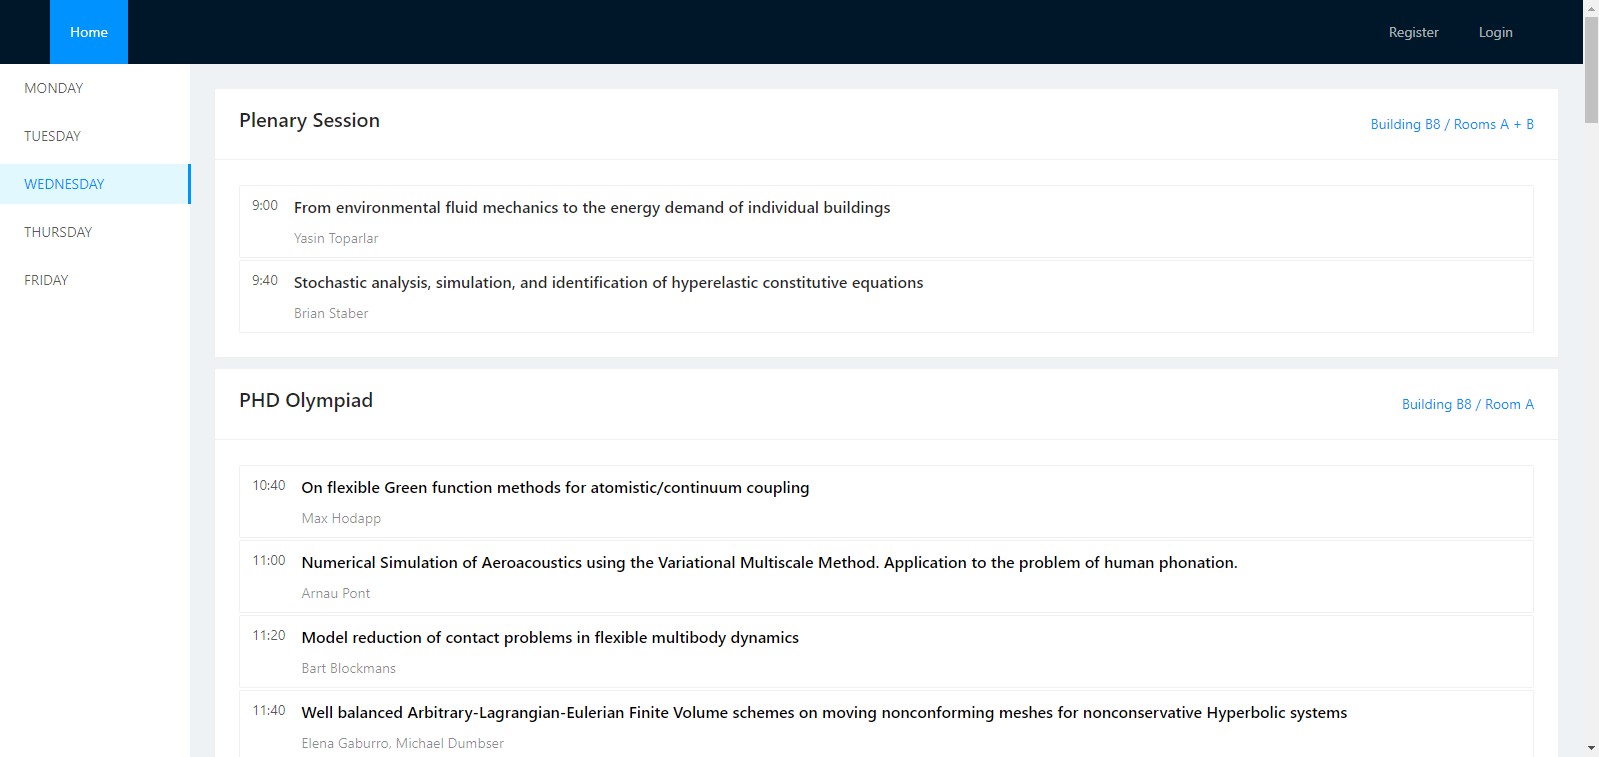 Home
Register
Login
MONDAY
TUESDAY
WEDNESDAY
THURSDAY
FRIDAY
Plenary Session
Building B8 / Rooms A + B
9:00 From environmental fluid mechanics to the energy demand of individual buildings
Yasin Toparlar
9:40 Stochastic analysis, simulation, and identification of hyperelastic constitutive equations
Brian Staber
PHD Olympiad
Building B8 / Room A
10:40 On flexible Green function methods for atomistic/continuum coupling
Max Hodapp
11:00 Numerical Simulation of Aeroacoustics using the Variational Multiscale Method. Application to the problem of human phonation.
Arnau Pont
11:20 Model reduction of contact problems in flexible multibody dynamics
Bart Blockmans
11:40 Well balanced Arbitrary-Lagrangian-Eulerian Finite Volume schemes on moving nonconforming meshes for nonconservative Hyperbolic systems
Elena Gaburro, Michael Dumbser